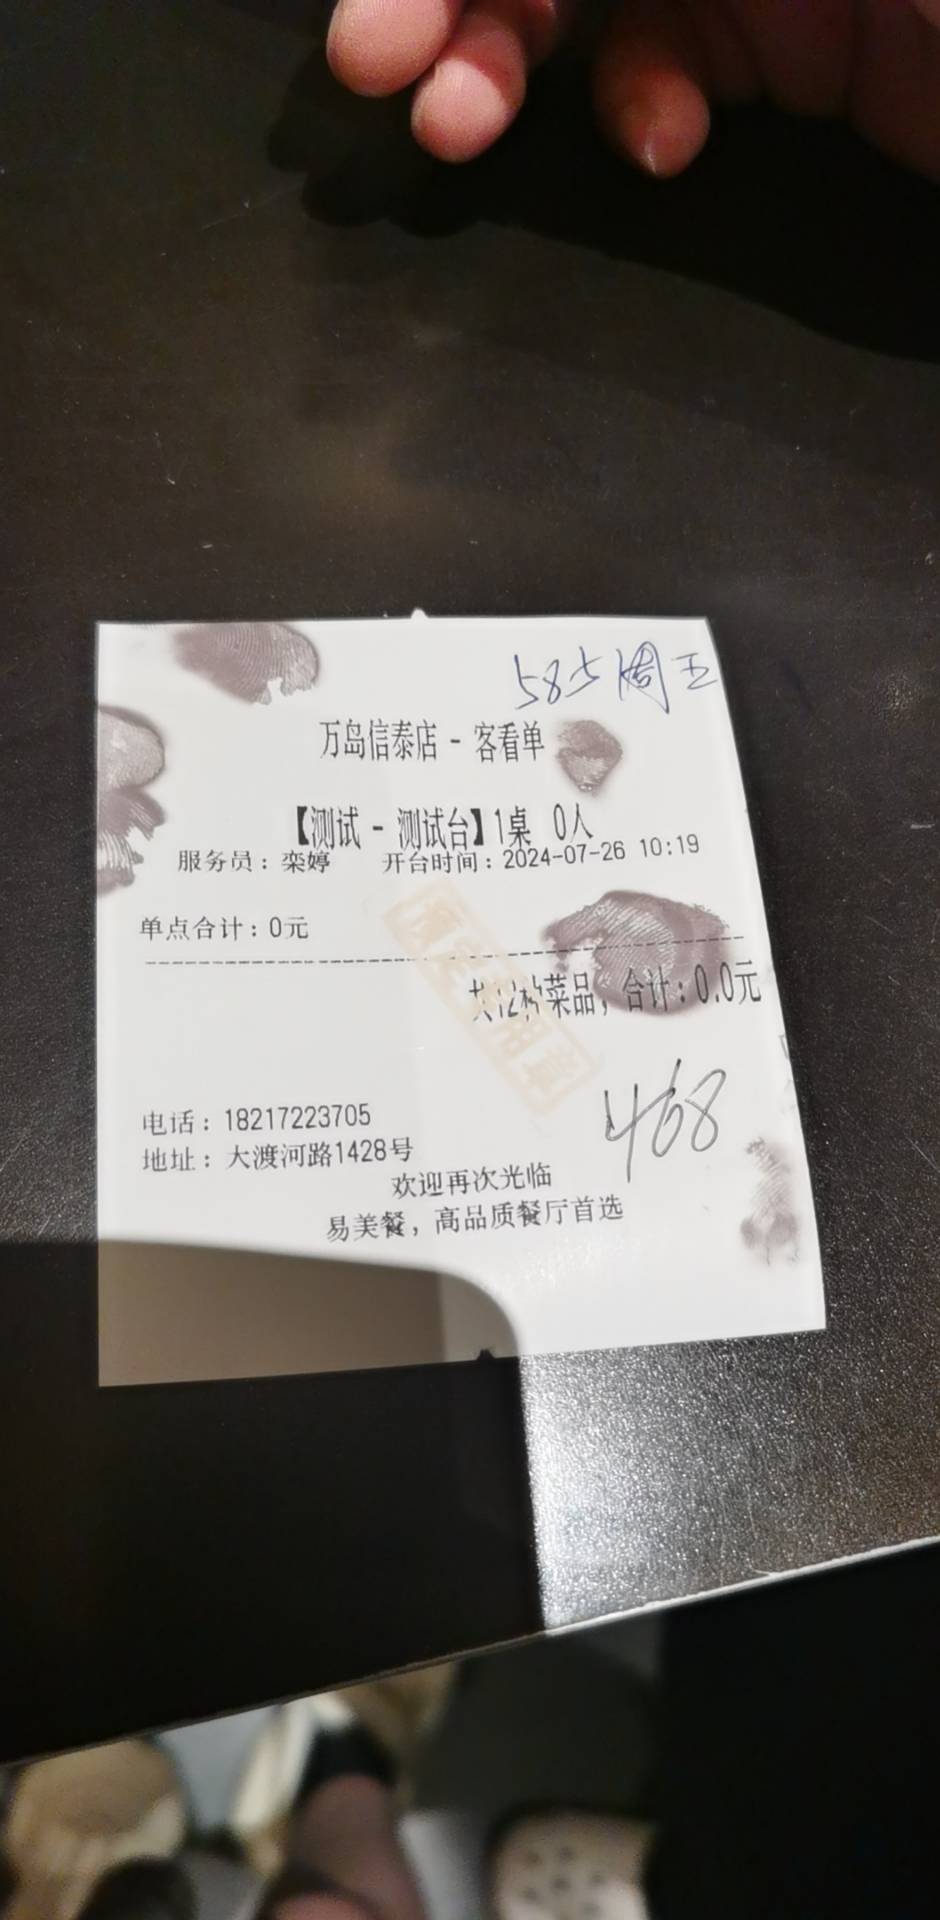 585 周五
万岛信泰店 - 客看单
【测试 - 测试台】1桌 0人
服务员：栾婷 开台时间：2024-07-26 10:19
单点合计：0元
菜品，合计：0.0元
468
电话：18217223705
地址：大渡河路1428号
欢迎再次光临
易美餐，高品质餐厅首选